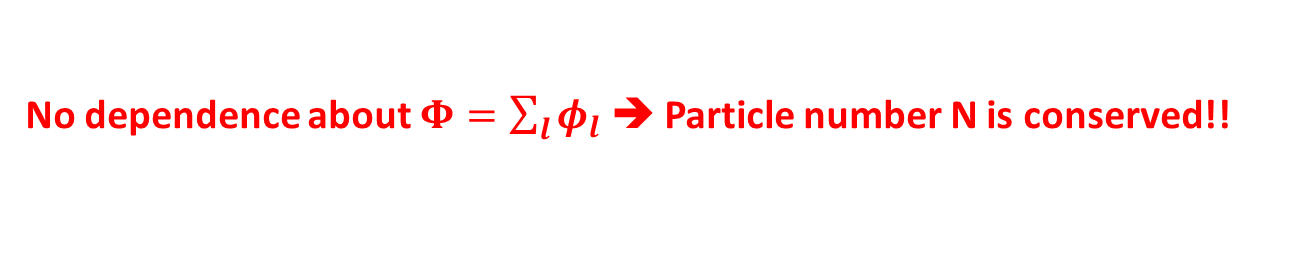 No dependence about Φ = ∑_l ϕ_l ➔ Particle number N is conserved!!